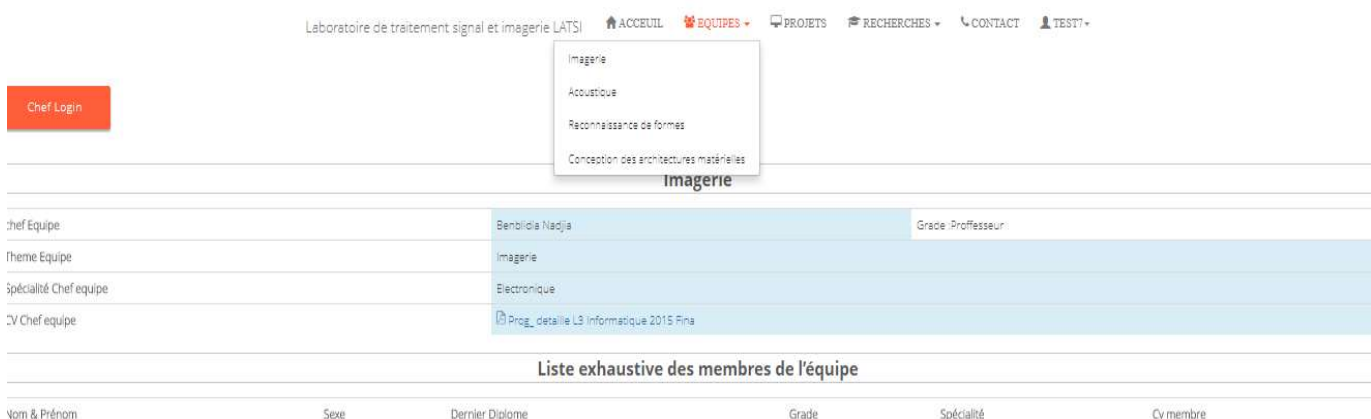 Laboratoire de traitement signal et imagerie LATSI ACCEUIL EQUIPES PROJETS RECHERCHES CONTACT TEST7
Imagerie
Acoustique
Chef Login
Reconnaissance de formes
Conception des architectures matérielles
Imagerie
chef Equipe Benblidia Nadjia Grade :Proffesseur
Theme Equipe Imagerie
Spécialité Chef equipe Electronique
CV Chef equipe Prog_ detaille L3 Informatique 2015 Fina
Liste exhaustive des membres de l'équipe
Nom & Prénom Sexe Dernier Diplome Grade Spécialité Cv membre